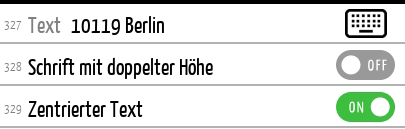 327 Text 10119 Berlin
328 Schrift mit doppelter Höhe OFF
329 Zentrierter Text ON